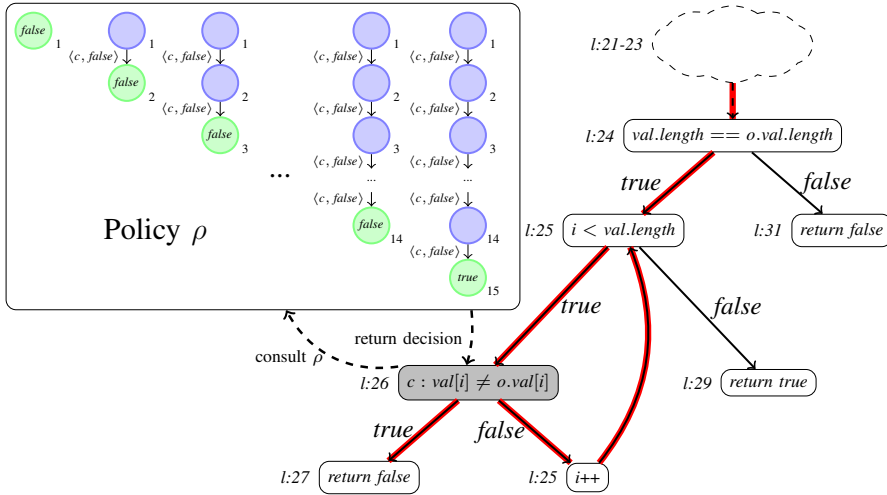 false 1 1 1 1 1
⟨c, false⟩ ⟨c, false⟩ ⟨c, false⟩ ⟨c, false⟩
false 2 2 2 2
⟨c, false⟩ ⟨c, false⟩ ⟨c, false⟩
false 3 3 3
⟨c, false⟩ ⟨c, false⟩
... ... ...
⟨c, false⟩ ⟨c, false⟩
false 14 14
⟨c, false⟩
true 15
Policy ρ
l:21-23
l:24 val.length == o.val.length
true false
l:25 i < val.length
l:31 return false
true false
consult ρ
return decision
l:26 c : val[i] ≠ o.val[i]
l:29 return true
true false
l:27 return false
l:25 i++